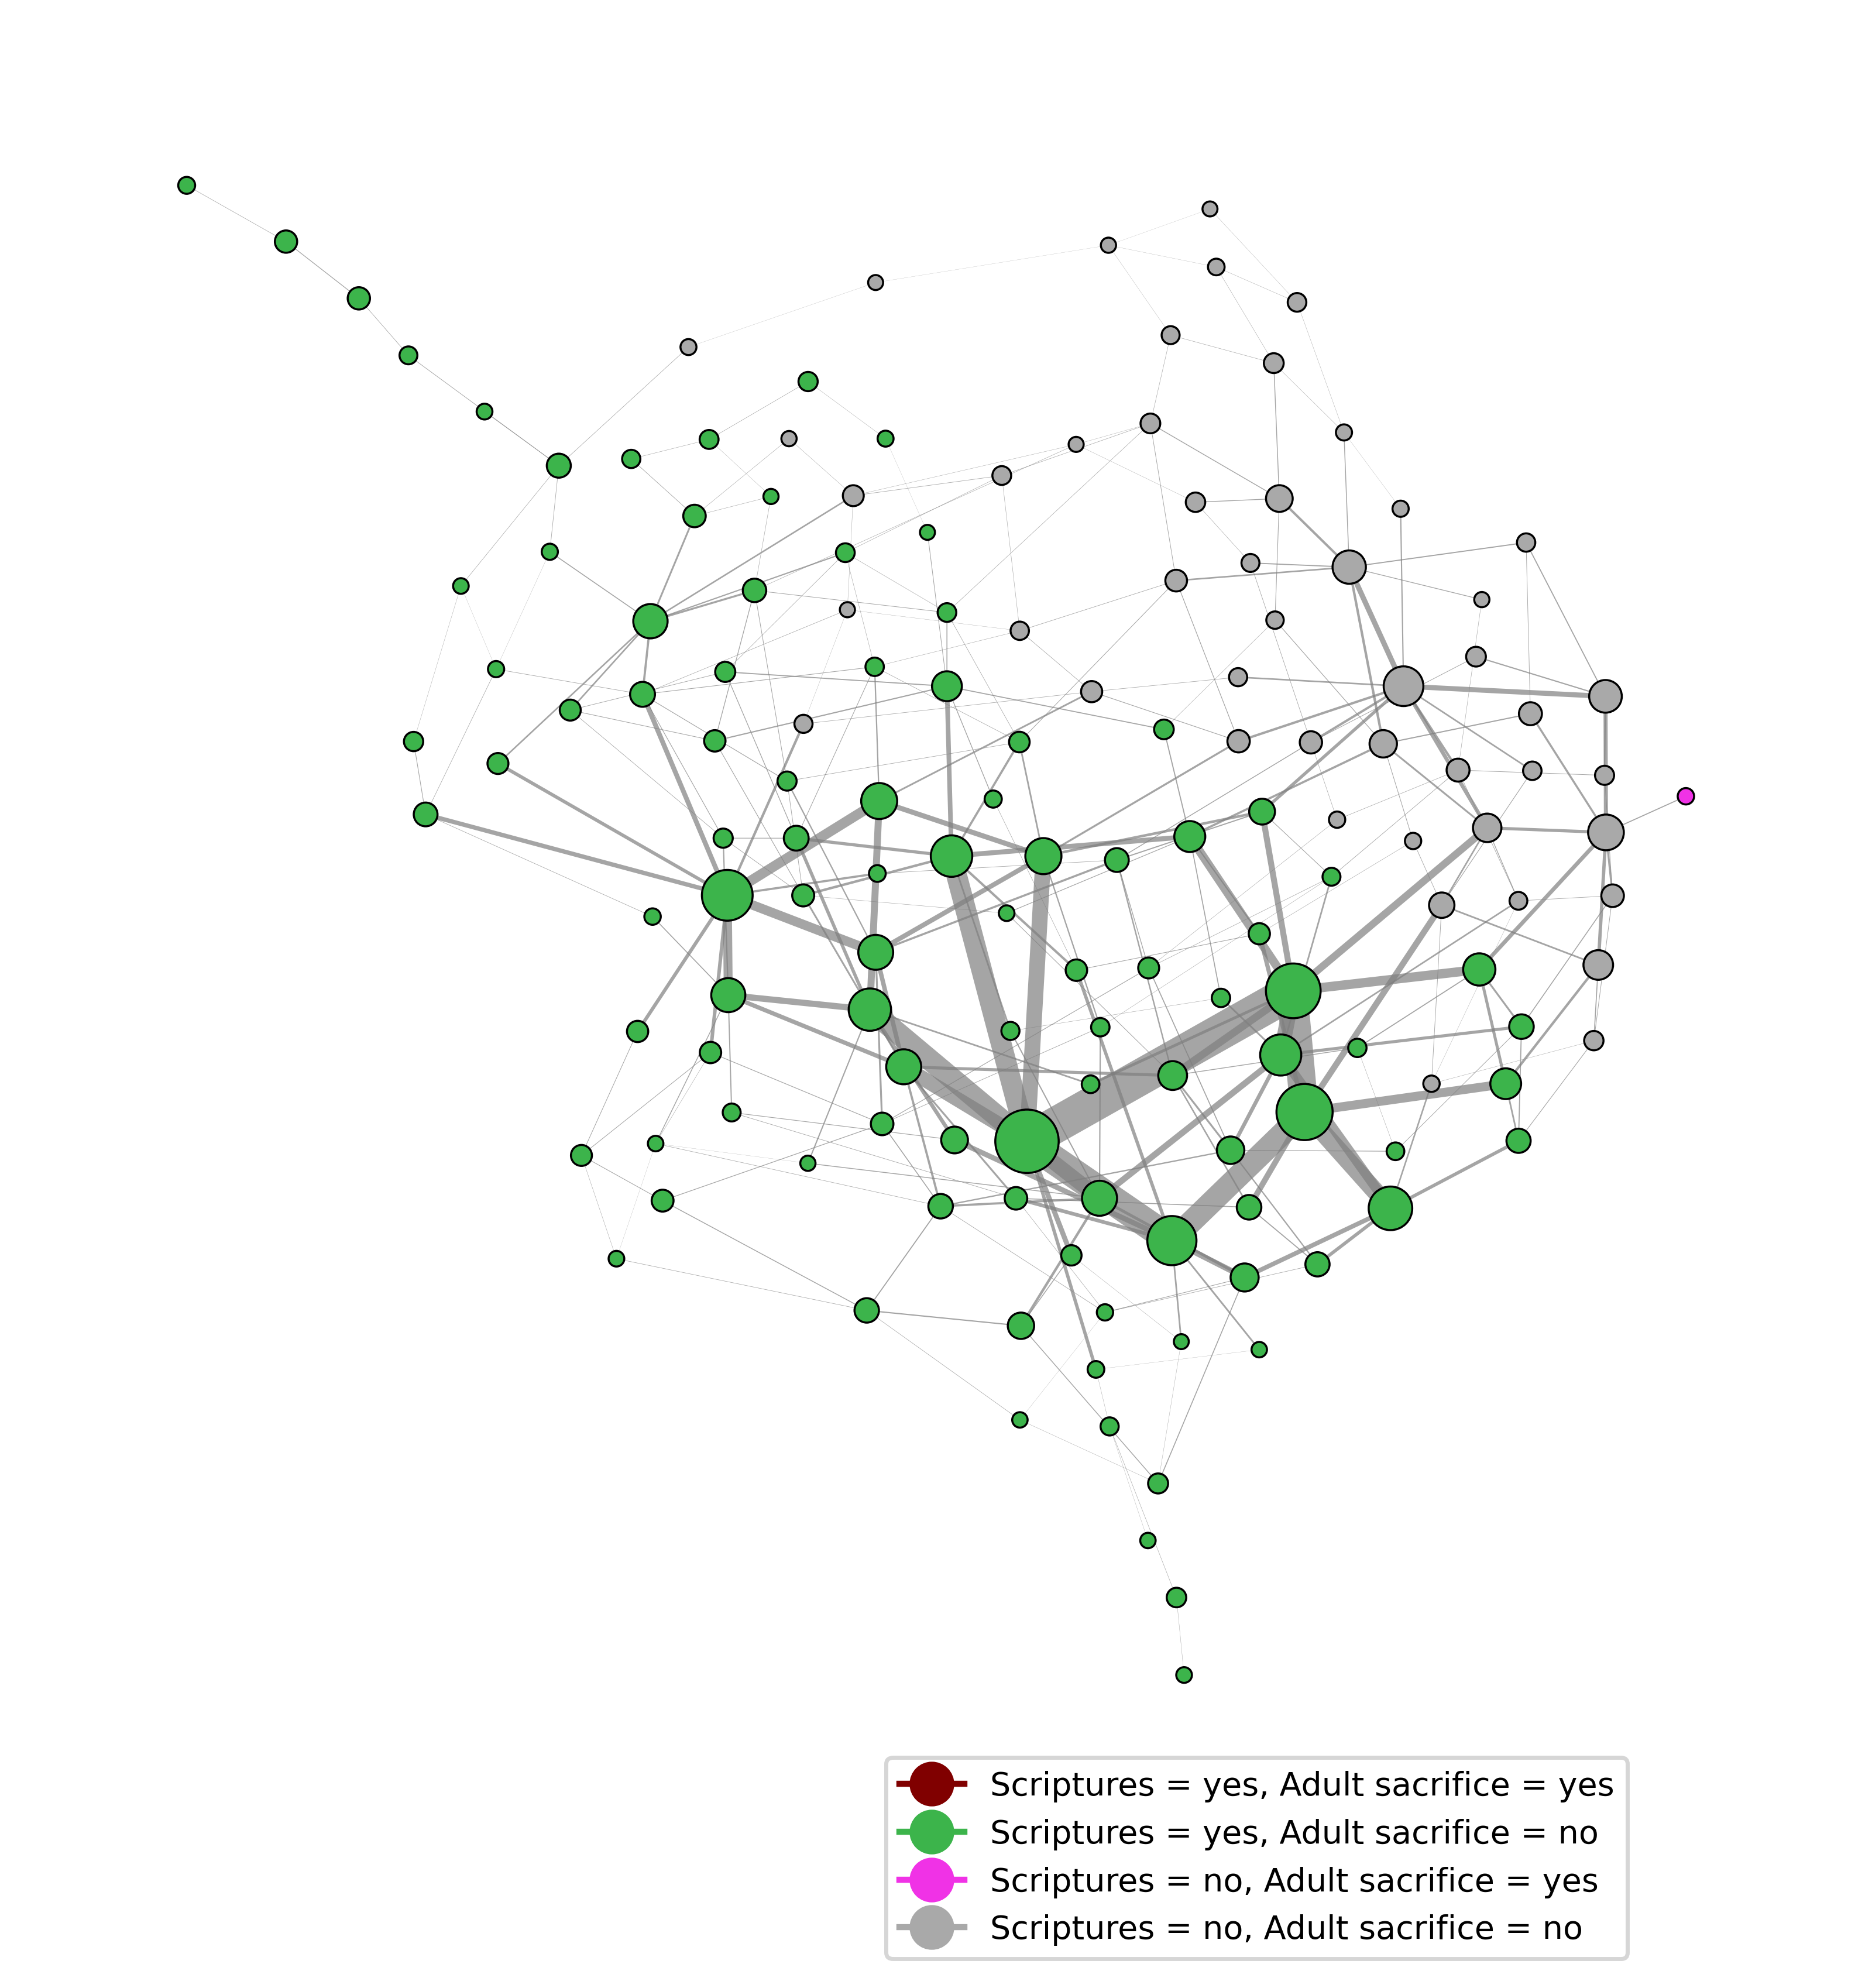 Scriptures = yes, Adult sacrifice = yes
Scriptures = yes, Adult sacrifice = no
Scriptures = no, Adult sacrifice = yes
Scriptures = no, Adult sacrifice = no